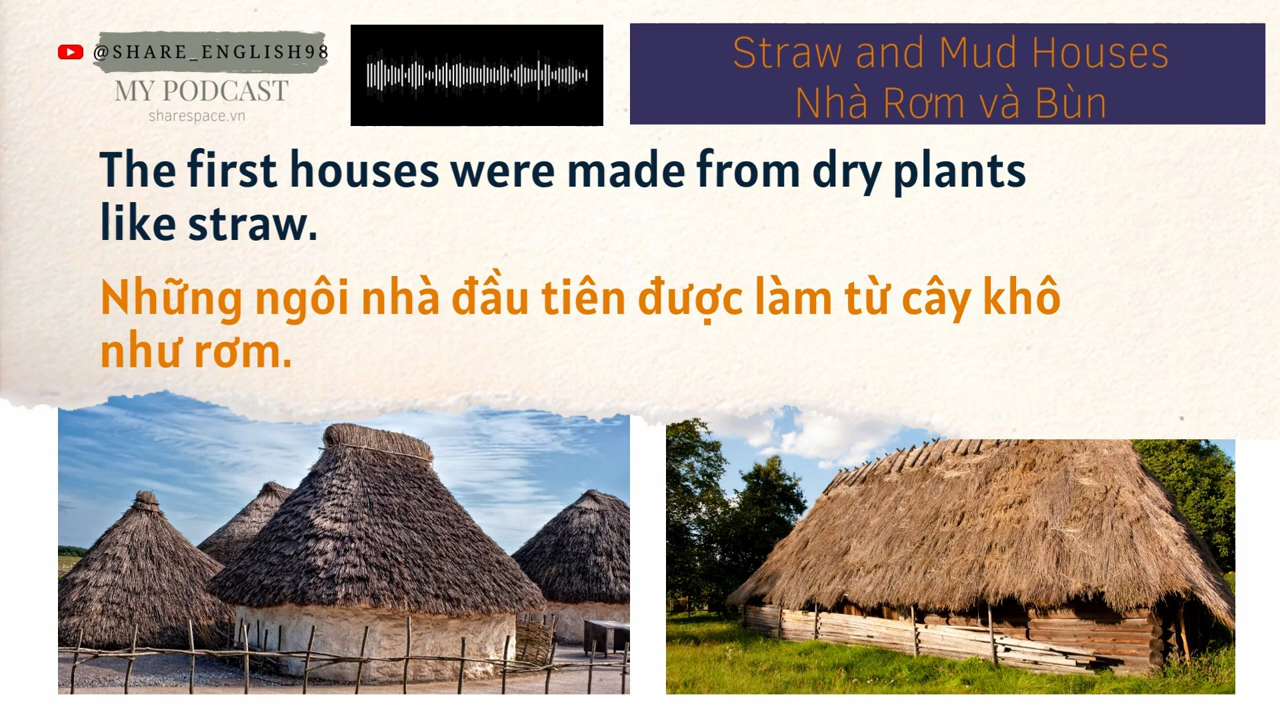 @SHARE_ENGLISH98
MY PODCAST
sharespace.vn
Straw and Mud Houses
Nhà Rơm và Bùn
The first houses were made from dry plants
like straw.
Những ngôi nhà đầu tiên được làm từ cây khô
như rơm.